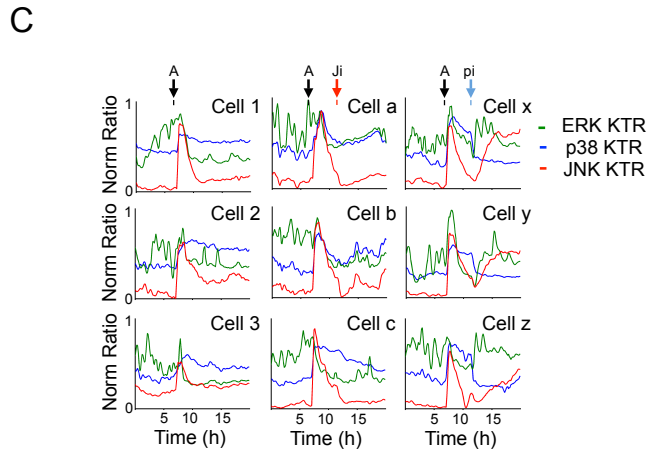 C
A A Ji A pi
1 Cell 1 Cell a Cell x
Norm Ratio
0
ERK KTR
p38 KTR
JNK KTR
1 Cell 2 Cell b Cell y
Norm Ratio
0
1 Cell 3 Cell c Cell z
Norm Ratio
0
5 10 15 5 10 15 5 10 15
Time (h) Time (h) Time (h)